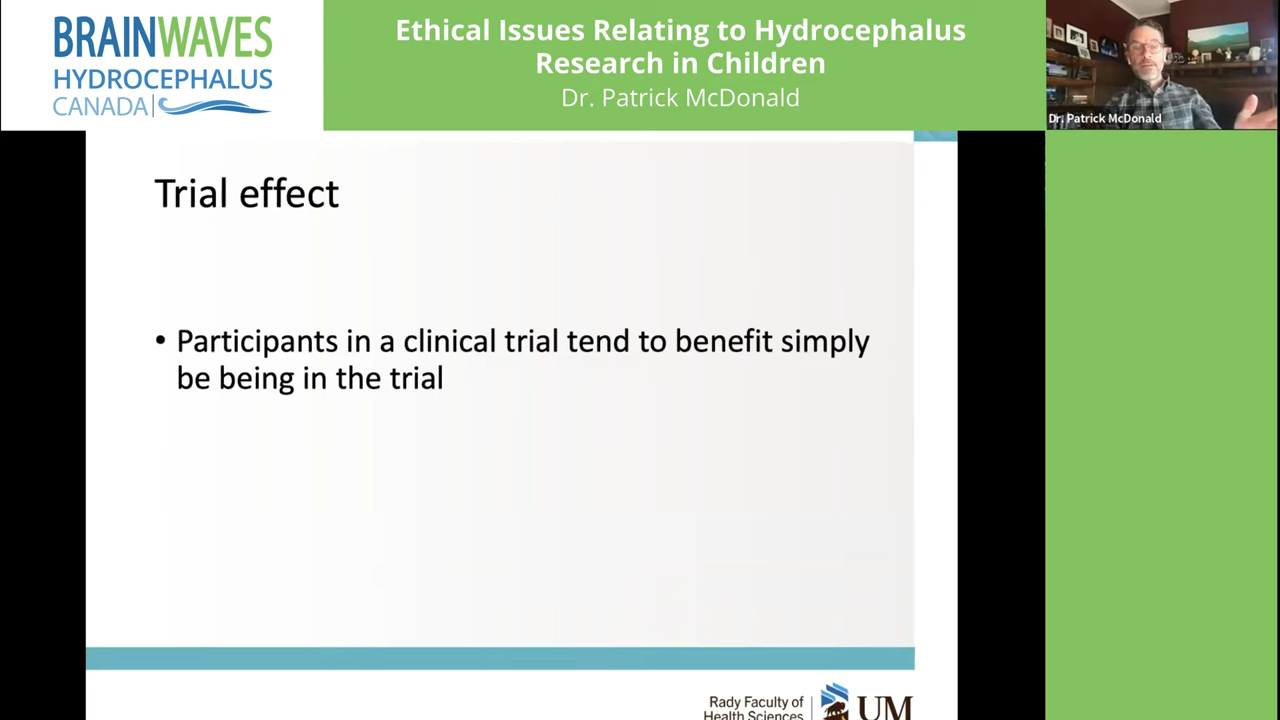 BRAINWAVES
HYDROCEPHALUS
CANADA
Ethical Issues Relating to Hydrocephalus
Research in Children
Dr. Patrick McDonald
Dr. Patrick McDonald
Trial effect
• Participants in a clinical trial tend to benefit simply
be being in the trial
Rady Faculty of
Health Sciences
UM